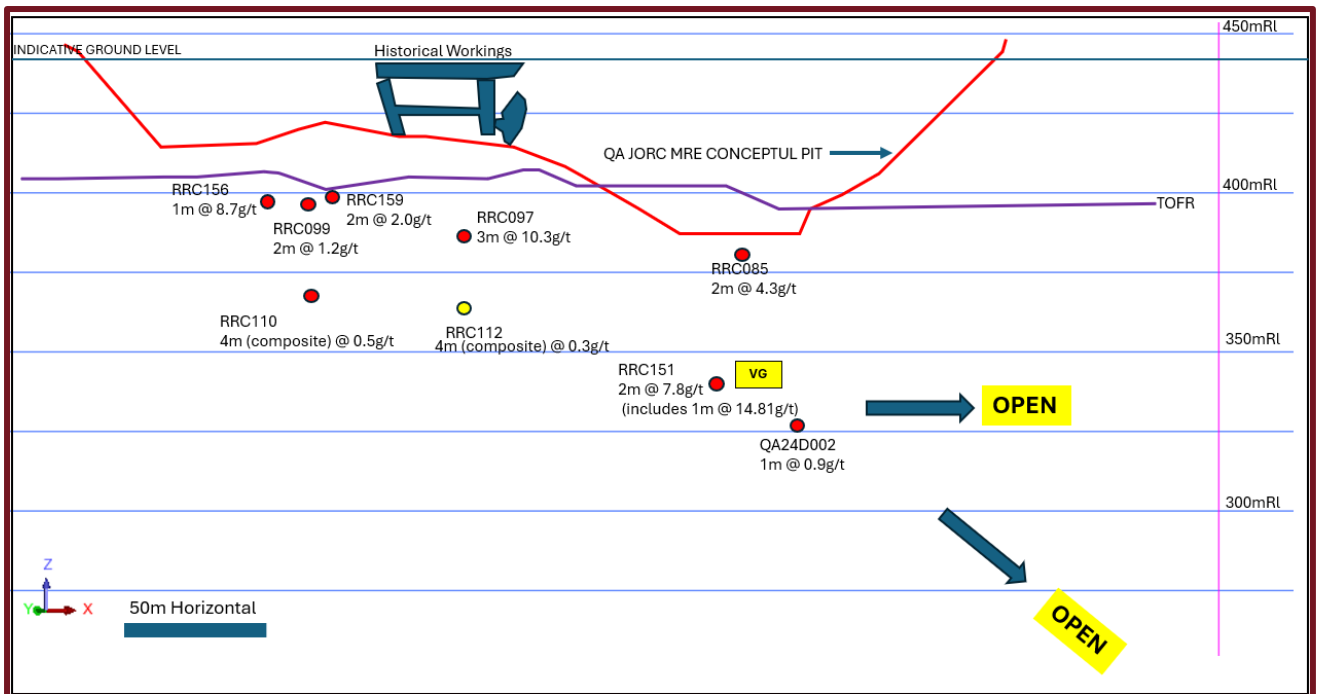 450mRl
INDICATIVE GROUND LEVEL
Historical Workings
QA JORC MRE CONCEPTUL PIT
400mRl
RRC156
1m @ 8.7g/t
RRC159
2m @ 2.0g/t
TOFR
RRC099
2m @ 1.2g/t
RRC097
3m @ 10.3g/t
RRC085
2m @ 4.3g/t
RRC110
4m (composite) @ 0.5g/t
RRC112
4m (composite) @ 0.3g/t
350mRl
RRC151
2m @ 7.8g/t
(includes 1m @ 14.81g/t)
VG
OPEN
QA24D002
1m @ 0.9g/t
300mRl
Z
Y
X
50m Horizontal
OPEN